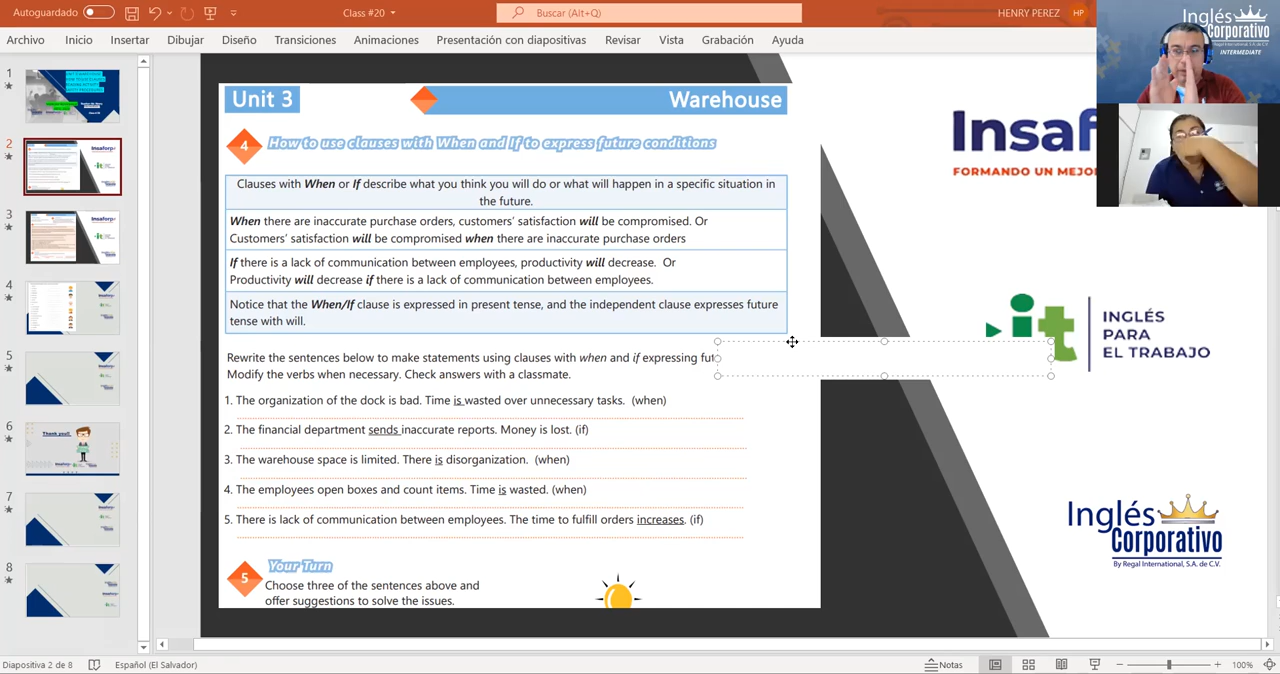 Autoguardado
Class #20
Buscar (Alt+Q)
HENRY PEREZ
HP
Archivo Inicio Insertar Dibujar Diseño Transiciones Animaciones Presentación con diapositivas Revisar Vista Grabación Ayuda
Inglés
Corporativo
INTERMEDIATE
1
2
3
4
5
6
7
8
Thank you!!
Unit 3
Warehouse
4
How to use clauses with When and If to express future conditions
Clauses with When or If describe what you think you will do or what will happen in a specific situation in
the future.
When there are inaccurate purchase orders, customers' satisfaction will be compromised. Or
Customers' satisfaction will be compromised when there are inaccurate purchase orders
If there is a lack of communication between employees, productivity will decrease. Or
Productivity will decrease if there is a lack of communication between employees.
Notice that the When/If clause is expressed in present tense, and the independent clause expresses future
tense with will.
Rewrite the sentences below to make statements using clauses with when and if expressing fut
Modify the verbs when necessary. Check answers with a classmate.
1. The organization of the dock is bad. Time is wasted over unnecessary tasks. (when)
2. The financial department sends inaccurate reports. Money is lost. (if)
3. The warehouse space is limited. There is disorganization. (when)
4. The employees open boxes and count items. Time is wasted. (when)
5. There is lack of communication between employees. The time to fulfill orders increases. (if)
5
Your Turn
Choose three of the sentences above and
offer suggestions to solve the issues.
Insaf
FORMANDO UN MEJO
it
INGLÉS
PARA
EL TRABAJO
Inglés
Corporativo
By Regal International, S.A. de C.V.
Diapositiva 2 de 8
Español (El Salvador)
Notas
100%